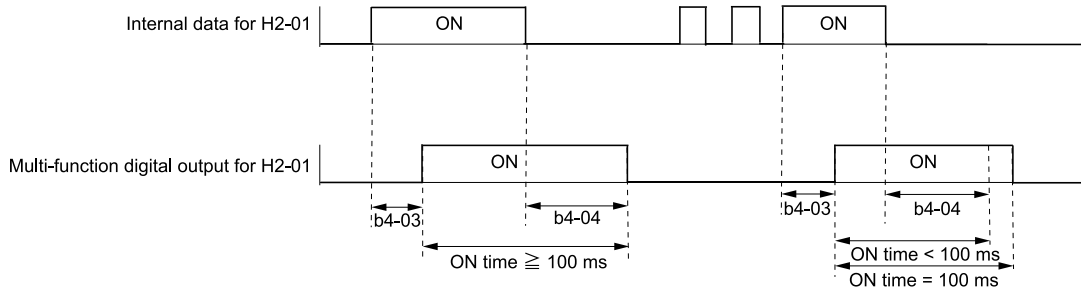 Internal data for H2-01
ON
ON
Multi-function digital output for H2-01
ON
ON
b4-03
b4-04
b4-03
b4-04
ON time ≧ 100 ms
ON time < 100 ms
ON time = 100 ms